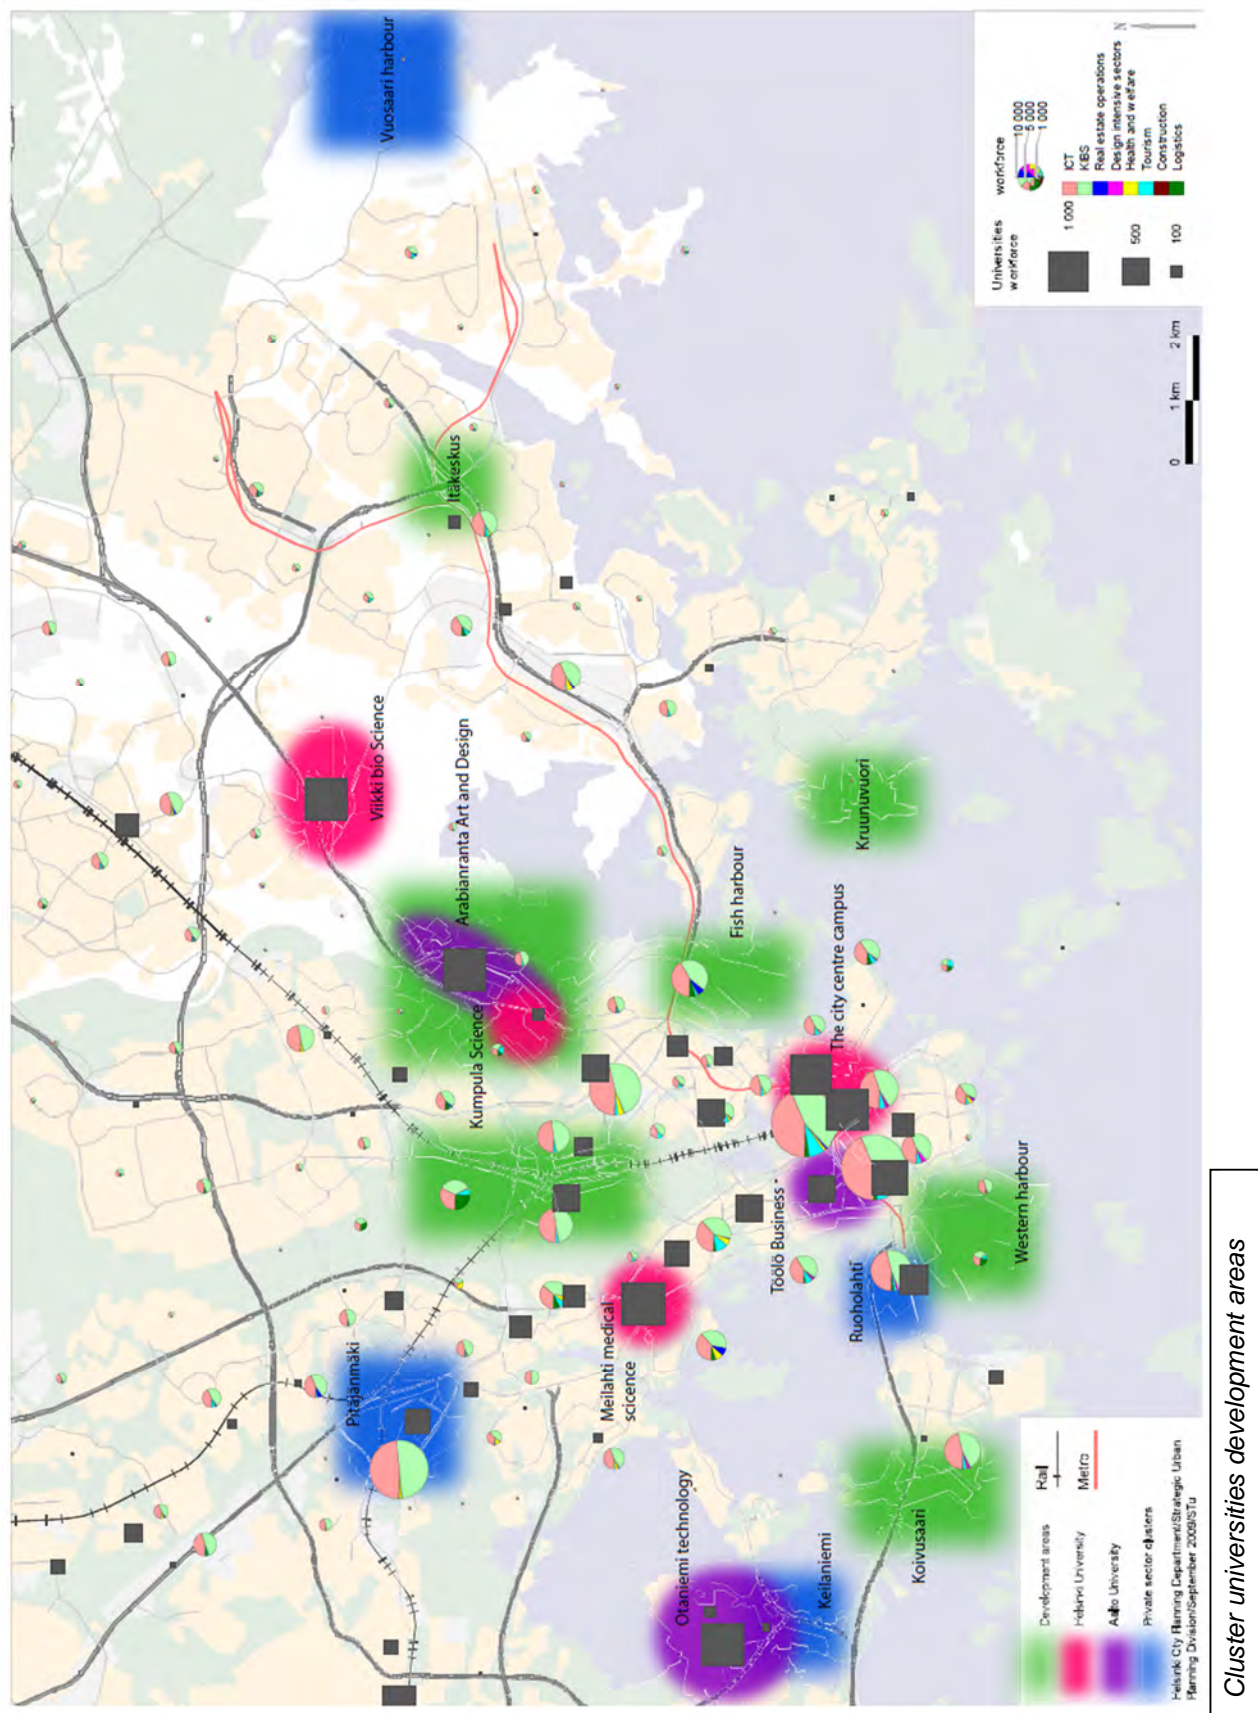 Vuosaari harbour
Itäkeskus
Viikki bio Science
Arabianranta Art and Design
Kumpula Science
Kruunuvuori
Fish harbour
The city centre campus
Pitäjänmäki
Meilahti medical
scicence
Töölö Business
Western harbour
Ruoholahti
Otaniemi technology
Keilaniemi
Koivusaari
Universities
workforce
1 000
500
100
workforce
10 000
5 000
1 000
ICT
KIBS
Real estate operations
Design intensive sectors
Health and welfare
Tourism
Construction
Logistics
N
0 1 km 2 km
Development areas
Helsinki University
Aalto University
Private sector clusters
Rail
Metro
Helsinki City Planning Department/Strategic Urban
Planning Division/September 2009/STu
Cluster universities development areas